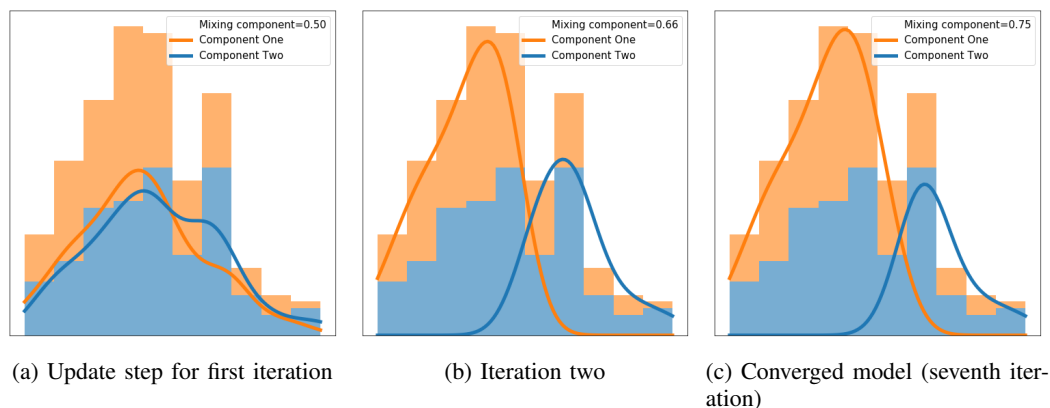 Mixing component=0.50
Component One
Component Two
Mixing component=0.66
Component One
Component Two
Mixing component=0.75
Component One
Component Two
(a) Update step for first iteration
(b) Iteration two
(c) Converged model (seventh iter-
ation)